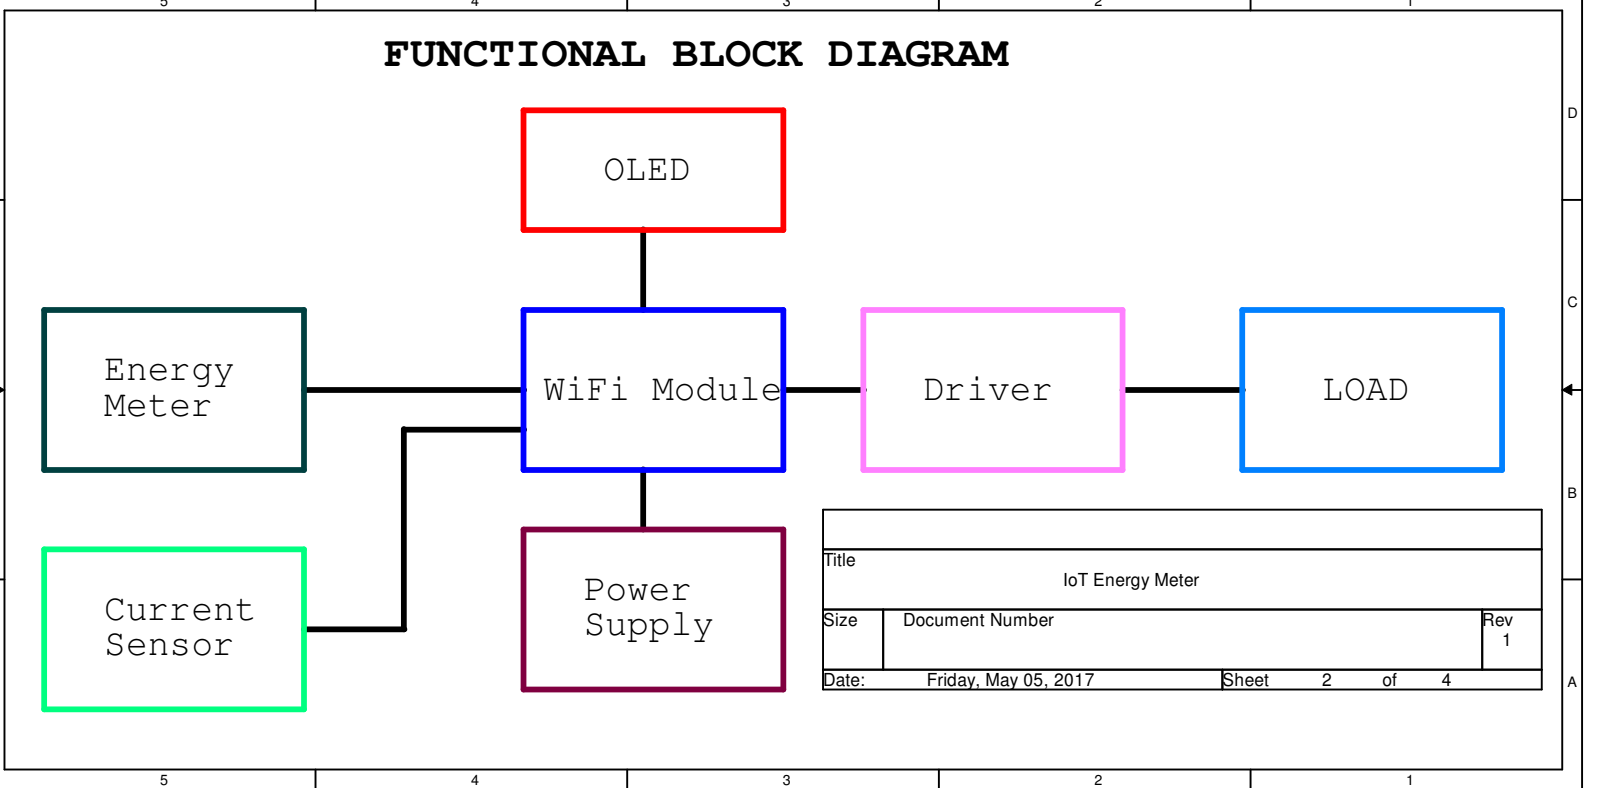 5 4 3 2 1
FUNCTIONAL BLOCK DIAGRAM
D
OLED
C
Energy
Meter
WiFi Module
Driver
LOAD
B
Current
Sensor
Power
Supply
Title
IoT Energy Meter
Size Document Number Rev
1
Date: Friday, May 05, 2017 Sheet 2 of 4
A
5 4 3 2 1